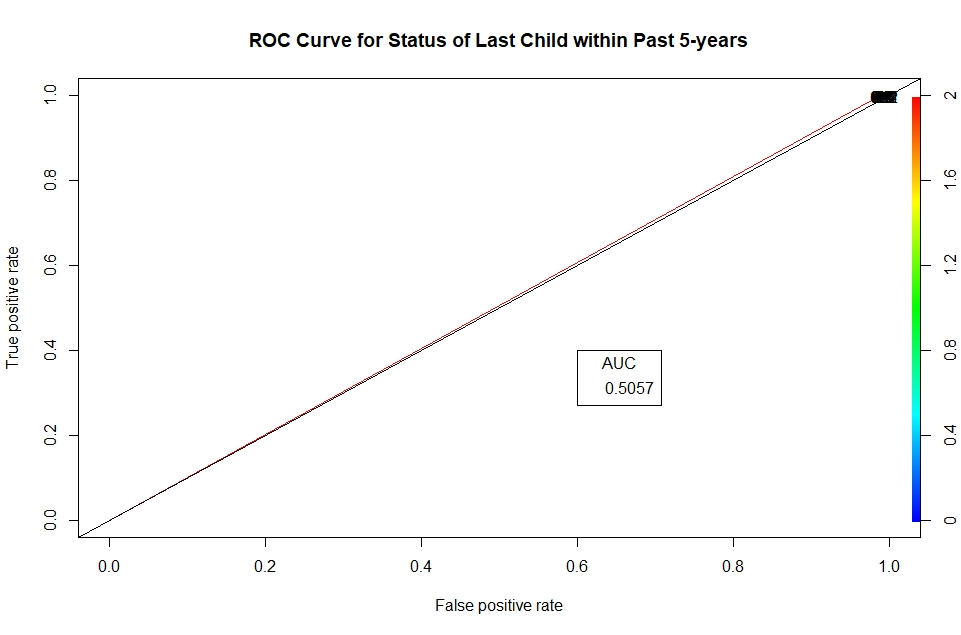 ROC Curve for Status of Last Child within Past 5-years
True positive rate
1.0
0.8
0.6
0.4
0.2
0.0
AUC
0.5057
2
1.6
1.2
0.8
0.4
0
0.0 0.2 0.4 0.6 0.8 1.0
False positive rate